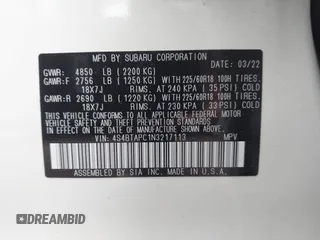 MFD BY SUBARU CORPORATION 03/22
GVWR: 4850 LB (2200 KG)
GAWR:F 2756 LB (1250 KG) WITH 225/60R18 100H TIRES.
18X7J RIMS. AT 240 KPA (35 PSI) COLD
GAWR:R 2690 LB (1220 KG) WITH 225/60R18 100H TIRES.
18X7J RIMS. AT 230 KPA (33 PSI) COLD
THIS VEHICLE CONFORMS TO ALL APPLICABLE
FEDERAL MOTOR VEHICLE SAFETY AND
THEFT PREVENTION STANDARDS IN EFFECT ON THE DATE
OF MANUFACTURE SHOWN ABOVE.
VIN: 4S4BTAPC1N3217113 MPV
ASSEMBLED BY SIA INC. MADE IN U.S.A.
DREAMBID